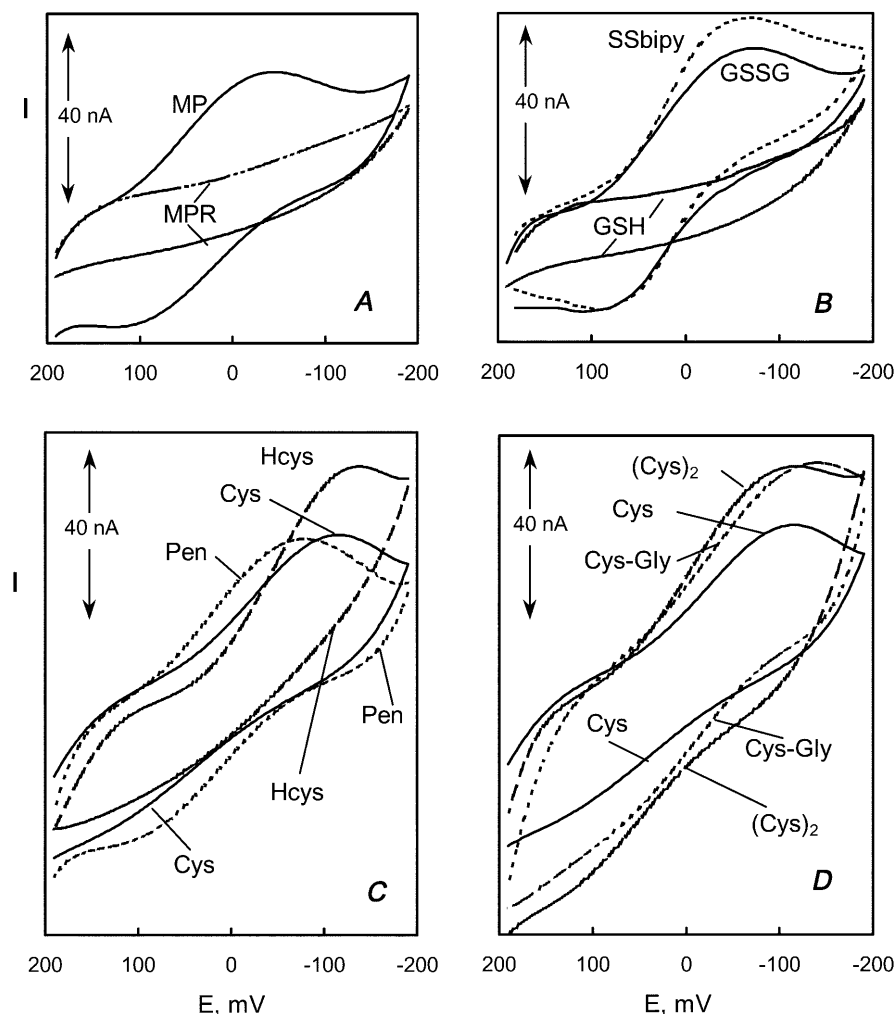 I
40 nA
MP
MPR
A
200
100
0
-100
-200
40 nA
SSbipy
GSSG
GSH
B
200
100
0
-100
-200
I
40 nA
Hcys
Cys
Pen
Pen
Hcys
Cys
C
200
100
0
-100
-200
E, mV
40 nA
(Cys)2
Cys
Cys-Gly
Cys
Cys-Gly
(Cys)2
D
200
100
0
-100
-200
E, mV